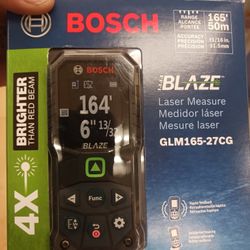 BOSCH
RANGE
ALCANCE
PORTÉE
165'
50m
ACCURACY
PRECISIÓN
PRÉCISION
±1/16 in.
±1.5mm
BOSCH
164'
6" 13/32
BLAZE
Func
4X BRIGHTER
THAN RED BEAM
BLAZE
Laser Measure
Medidor láser
Mesure laser
GLM165-27CG